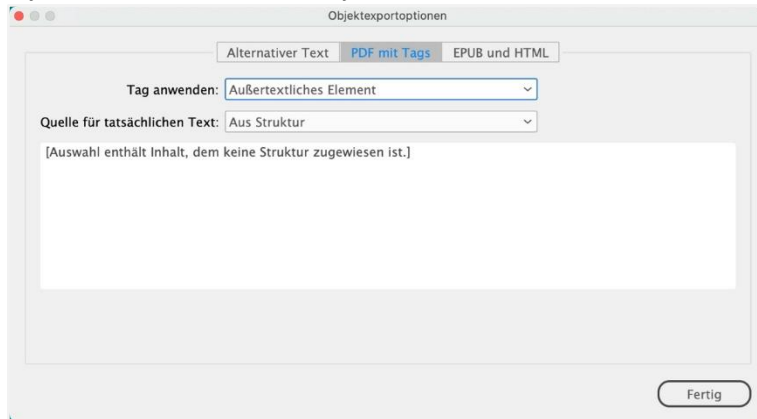 Objektexportoptionen
Alternativer Text PDF mit Tags EPUB und HTML
Tag anwenden: Außertextliches Element
Quelle für tatsächlichen Text: Aus Struktur
[Auswahl enthält Inhalt, dem keine Struktur zugewiesen ist.]
Fertig